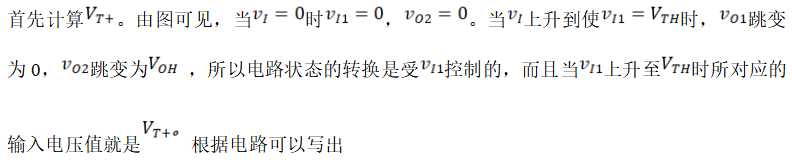 首先计算V_{T+}。由图可见，当v_I = 0时v_{I1} = 0，v_{O2} = 0。当v_I上升到使v_{I1} = V_{TH}时，v_{O1}跳变
为 0，v_{O2}跳变为V_{OH} ，所以电路状态的转换是受v_{I1}控制的，而且当v_{I1}上升至V_{TH}时所对应的
输入电压值就是V_{T+}。 根据电路可以写出